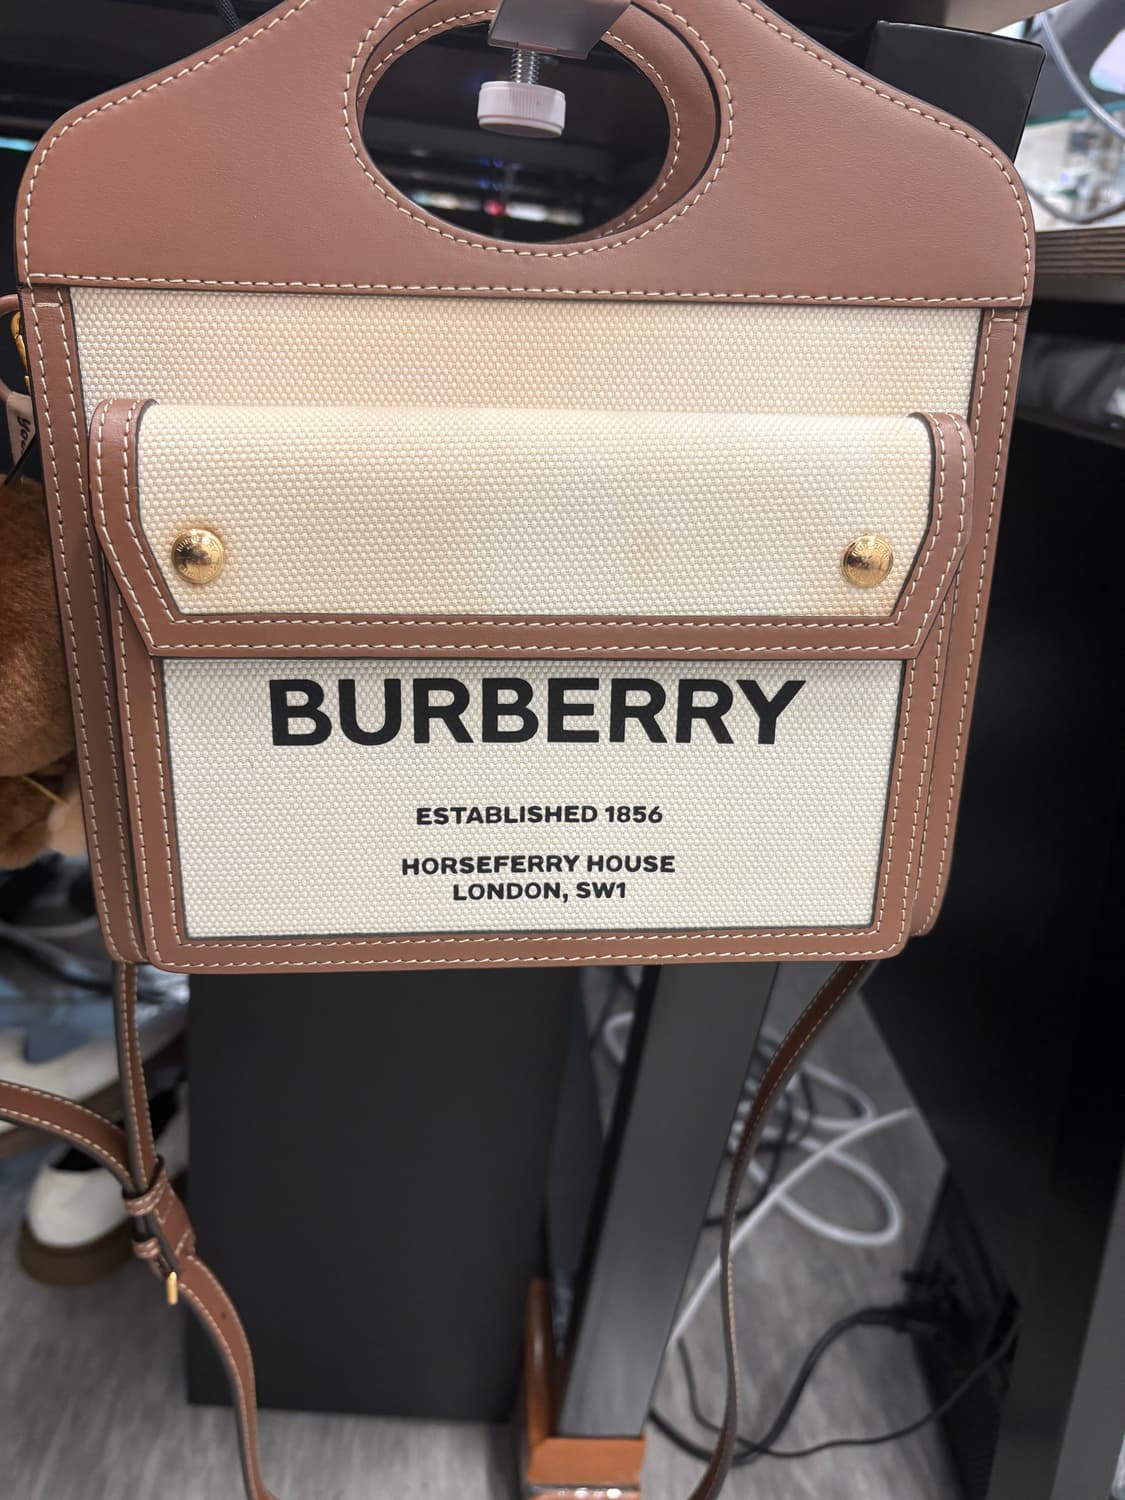 BURBERRY
ESTABLISHED 1856
HORSEFERRY HOUSE
LONDON, SW1